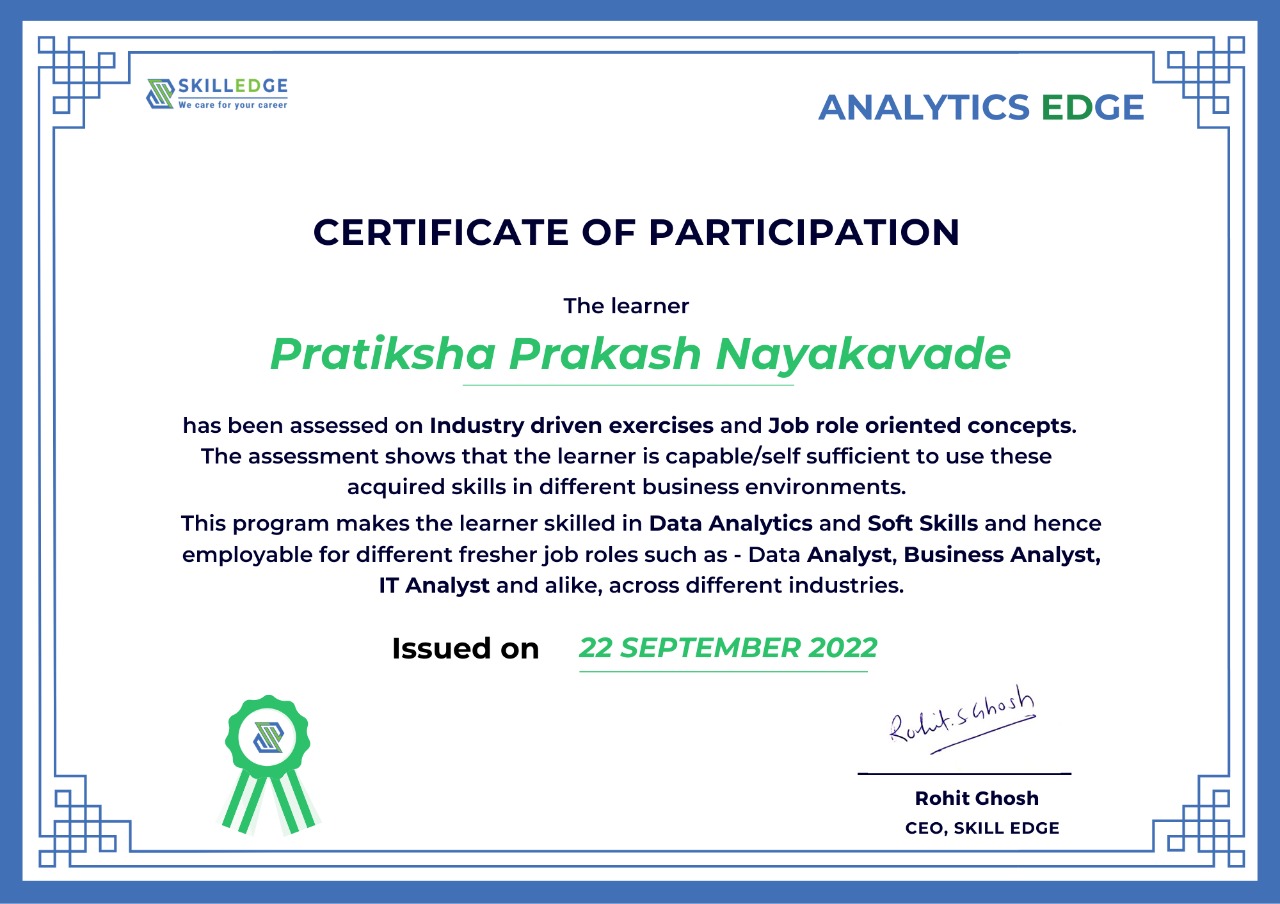 SKILLEDGE
We care for your career
ANALYTICS EDGE
CERTIFICATE OF PARTICIPATION
The learner
Pratiksha Prakash Nayakavade
has been assessed on Industry driven exercises and Job role oriented concepts.
The assessment shows that the learner is capable/self sufficient to use these
acquired skills in different business environments.
This program makes the learner skilled in Data Analytics and Soft Skills and hence
employable for different fresher job roles such as - Data Analyst, Business Analyst,
IT Analyst and alike, across different industries.
Issued on 22 SEPTEMBER 2022
Rohit.S Ghosh
Rohit Ghosh
CEO, SKILL EDGE